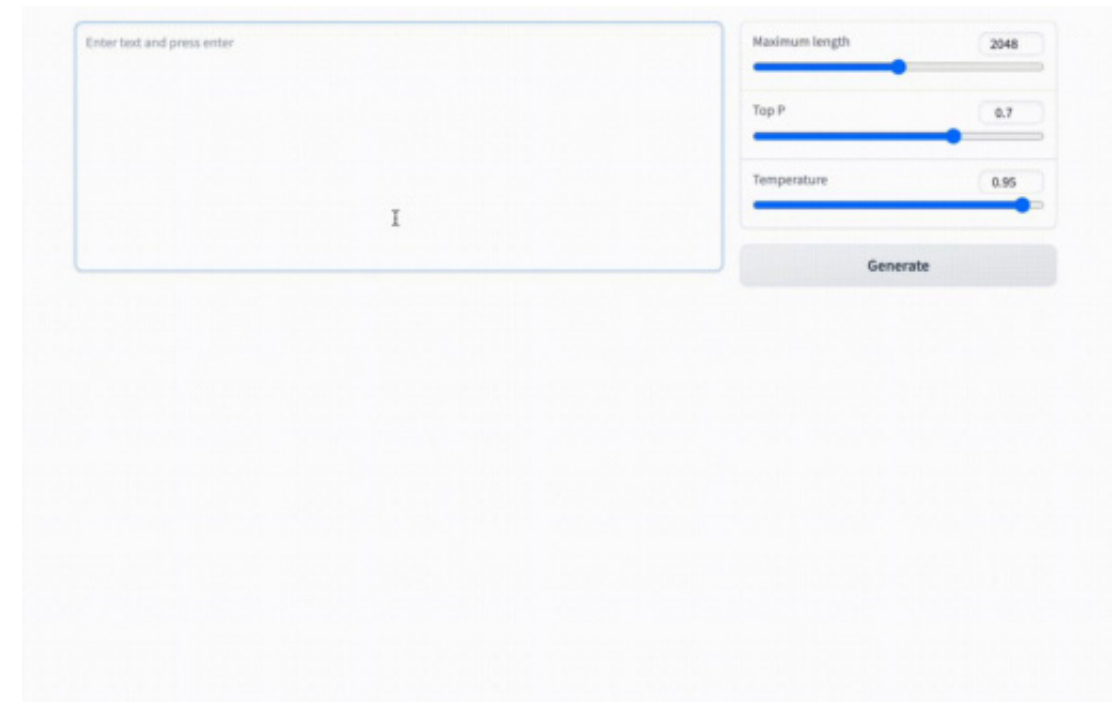 Enter text and press enter
Maximum length 2048
Top P 0.7
Temperature 0.95
Generate